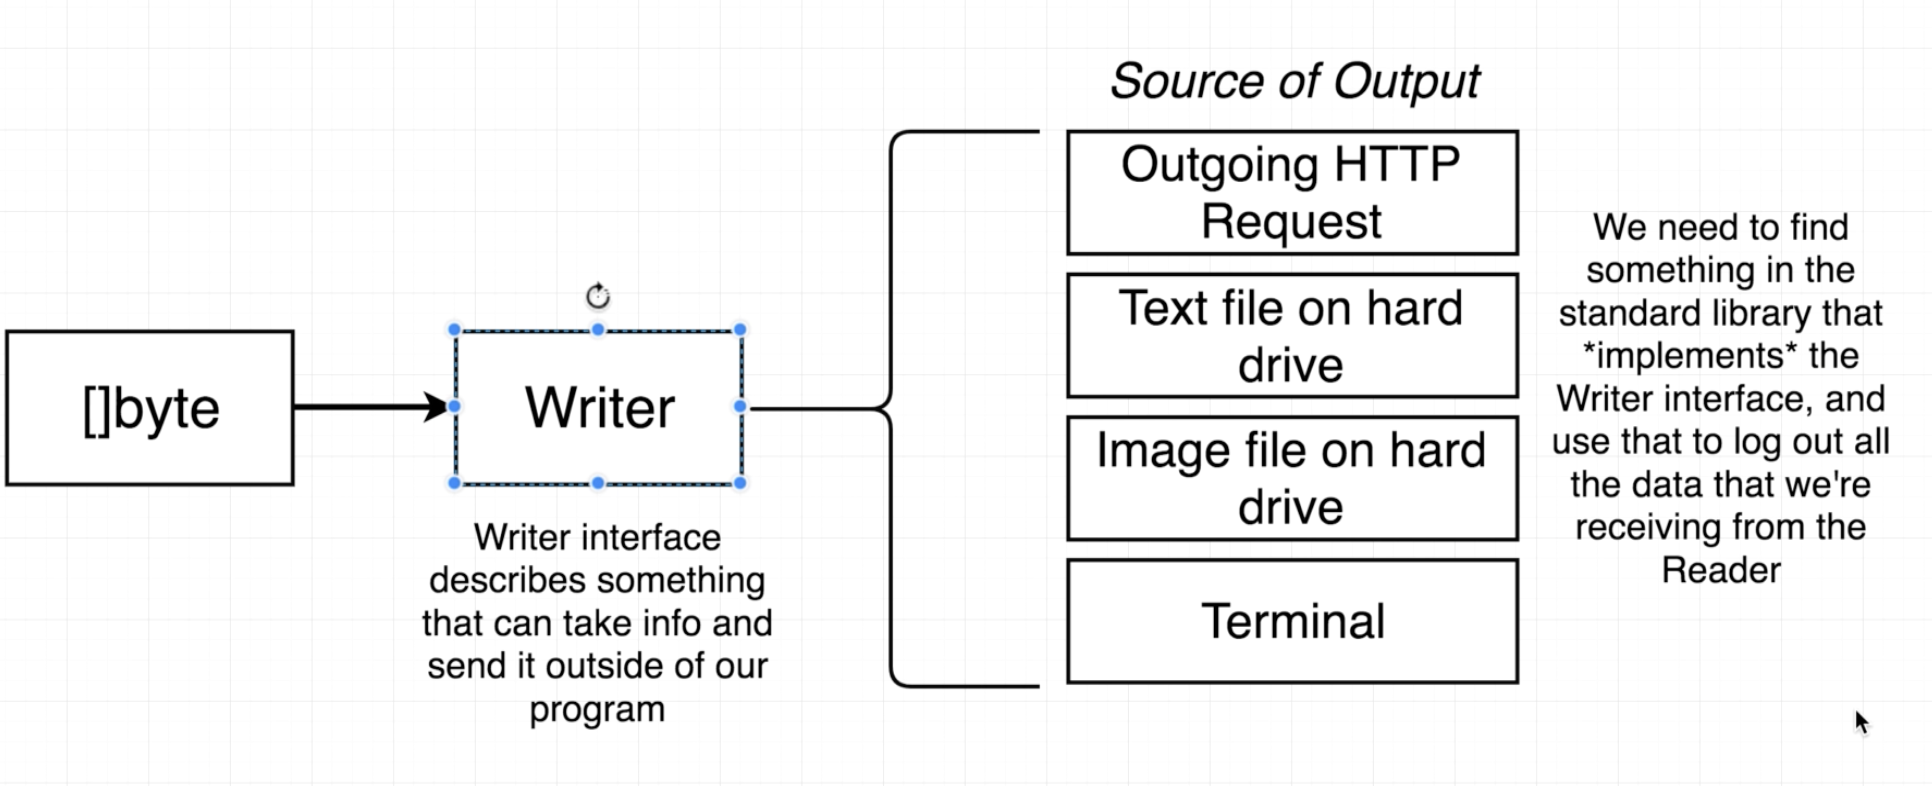 Source of Output
Outgoing HTTP
Request
Text file on hard
drive
Image file on hard
drive
Terminal
[]byte
Writer
Writer interface
describes something
that can take info and
send it outside of our
program
We need to find
something in the
standard library that
*implements* the
Writer interface, and
use that to log out all
the data that we're
receiving from the
Reader